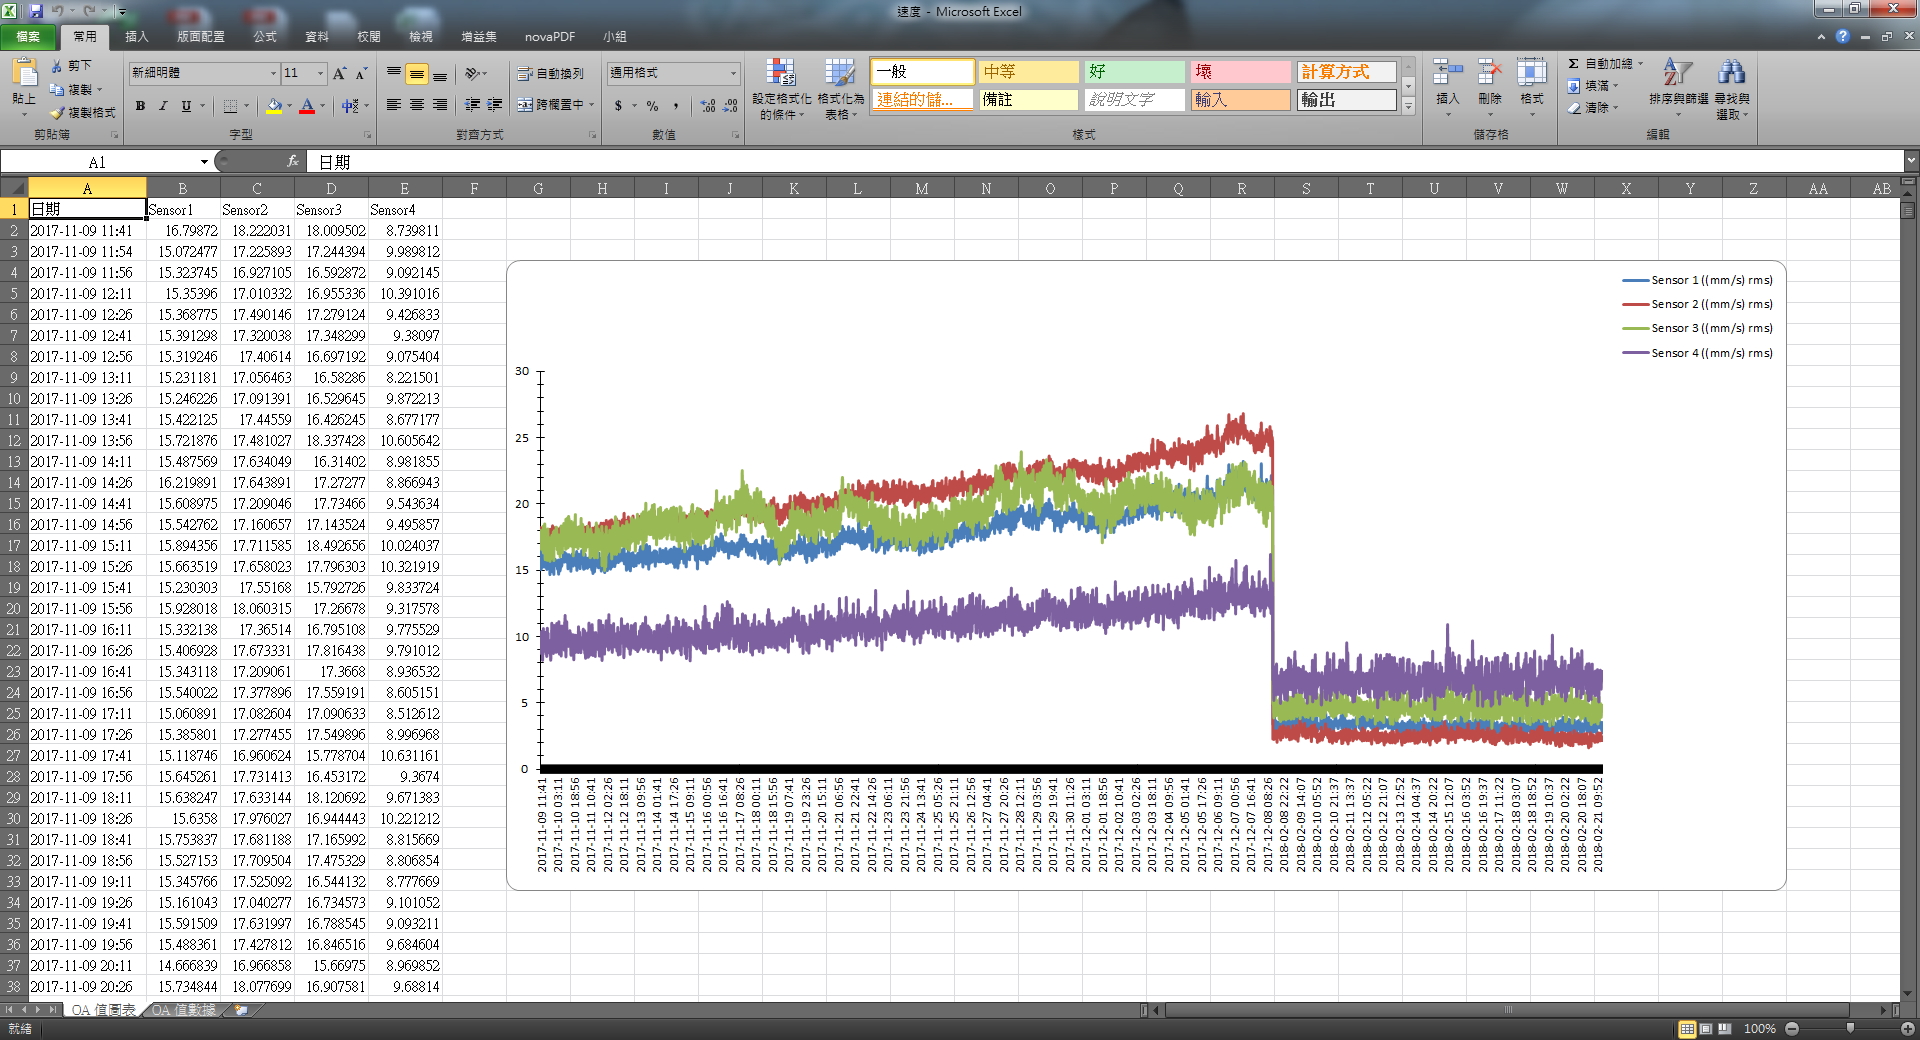 速度 - Microsoft Excel
檔案 常用 插入 版面配置 公式 資料 校閱 檢視 增益集 novaPDF 小組
貼上 剪下 複製 複製格式 剪貼簿
新細明體 11 字型
自動換列 跨欄置中 對齊方式
通用格式 $ % , 數值
設定格式化的條件 格式化為表格
一般 中等 好 壞 計算方式
連結的儲... 備註 說明文字 輸入 輸出
樣式
插入 刪除 格式 儲存格
Σ 自動加總 填滿 清除 排序與篩選 尋找與選取 編輯
A1 fx 日期
A B C D E F G H I J K L M N O P Q R S T U V W X Y Z AA AB
1 日期 Sensor1 Sensor2 Sensor3 Sensor4
2 2017-11-09 11:41 16.79872 18.222031 18.009502 8.739811
3 2017-11-09 11:54 15.072477 17.225893 17.244394 9.989812
4 2017-11-09 11:56 15.323745 16.927105 16.592872 9.092145
5 2017-11-09 12:11 15.35396 17.010332 16.955336 10.391016
6 2017-11-09 12:26 15.368775 17.490146 17.279124 9.426833
7 2017-11-09 12:41 15.391298 17.320038 17.348299 9.38097
8 2017-11-09 12:56 15.319246 17.40614 16.697192 9.075404
9 2017-11-09 13:11 15.231181 17.056463 16.58286 8.221501
10 2017-11-09 13:26 15.246226 17.091391 16.529645 9.872213
11 2017-11-09 13:41 15.422125 17.44559 16.426245 8.677177
12 2017-11-09 13:56 15.721876 17.481027 18.337428 10.605642
13 2017-11-09 14:11 15.487569 17.634049 16.31402 8.981855
14 2017-11-09 14:26 16.219891 17.643891 17.27277 8.866943
15 2017-11-09 14:41 15.608975 17.209046 17.73466 9.543634
16 2017-11-09 14:56 15.542762 17.160657 17.143524 9.495857
17 2017-11-09 15:11 15.894356 17.711585 18.492656 10.024037
18 2017-11-09 15:26 15.663519 17.658023 17.796303 10.321919
19 2017-11-09 15:41 15.230303 17.55168 15.792726 9.833724
20 2017-11-09 15:56 15.928018 18.060315 17.26678 9.317578
21 2017-11-09 16:11 15.332138 17.36514 16.795108 9.775529
22 2017-11-09 16:26 15.406928 17.673331 17.816438 9.791012
23 2017-11-09 16:41 15.343118 17.209061 17.3668 8.936532
24 2017-11-09 16:56 15.540022 17.377896 17.559191 8.605151
25 2017-11-09 17:11 15.060891 17.082604 17.090633 8.512612
26 2017-11-09 17:26 15.385801 17.277455 17.549896 8.996968
27 2017-11-09 17:41 15.118746 16.960624 15.778704 10.631161
28 2017-11-09 17:56 15.645261 17.731413 16.453172 9.3674
29 2017-11-09 18:11 15.638247 17.633144 18.120692 9.671383
30 2017-11-09 18:26 15.6358 17.976027 16.944443 10.221212
31 2017-11-09 18:41 15.753837 17.681188 17.165992 8.815669
32 2017-11-09 18:56 15.527153 17.709504 17.475329 8.806854
33 2017-11-09 19:11 15.345766 17.525092 16.544132 8.777669
34 2017-11-09 19:26 15.161043 17.040277 16.734573 9.101052
35 2017-11-09 19:41 15.591509 17.631997 16.788545 9.093211
36 2017-11-09 19:56 15.488361 17.427812 16.846516 9.684604
37 2017-11-09 20:11 14.666839 16.966858 15.66975 8.969852
38 2017-11-09 20:26 15.734844 18.077699 16.907581 9.68814
Sensor 1 ((mm/s) rms)
Sensor 2 ((mm/s) rms)
Sensor 3 ((mm/s) rms)
Sensor 4 ((mm/s) rms)
30
25
20
15
10
5
0
2017-11-09 11:41
2017-11-10 03:11
2017-11-10 18:56
2017-11-11 10:41
2017-11-12 02:26
2017-11-12 18:11
2017-11-13 09:56
2017-11-14 01:41
2017-11-14 17:26
2017-11-15 09:11
2017-11-16 00:56
2017-11-16 16:41
2017-11-17 08:26
2017-11-18 00:11
2017-11-18 15:56
2017-11-19 07:41
2017-11-19 23:26
2017-11-20 15:11
2017-11-21 06:56
2017-11-21 22:41
2017-11-22 14:26
2017-11-23 06:11
2017-11-23 21:56
2017-11-24 13:41
2017-11-25 05:26
2017-11-25 21:11
2017-11-26 12:56
2017-11-27 04:41
2017-11-27 20:26
2017-11-28 12:11
2017-11-29 03:56
2017-11-29 19:41
2017-11-30 11:26
2017-12-01 03:11
2017-12-01 18:56
2017-12-02 10:41
2017-12-03 02:26
2017-12-03 18:11
2017-12-04 09:56
2017-12-05 01:41
2017-12-05 17:26
2017-12-06 09:11
2017-12-07 00:56
2017-12-07 16:41
2017-12-08 08:26
2018-02-08 22:22
2018-02-09 14:07
2018-02-10 05:52
2018-02-10 21:37
2018-02-11 13:37
2018-02-12 05:22
2018-02-12 21:07
2018-02-13 12:52
2018-02-14 04:37
2018-02-14 20:22
2018-02-15 12:07
2018-02-16 03:52
2018-02-16 19:37
2018-02-17 11:22
2018-02-18 03:07
2018-02-18 18:52
2018-02-19 10:37
2018-02-20 02:22
2018-02-20 18:07
2018-02-21 09:52
OA 值圖表 OA 值數據
就緒 100%